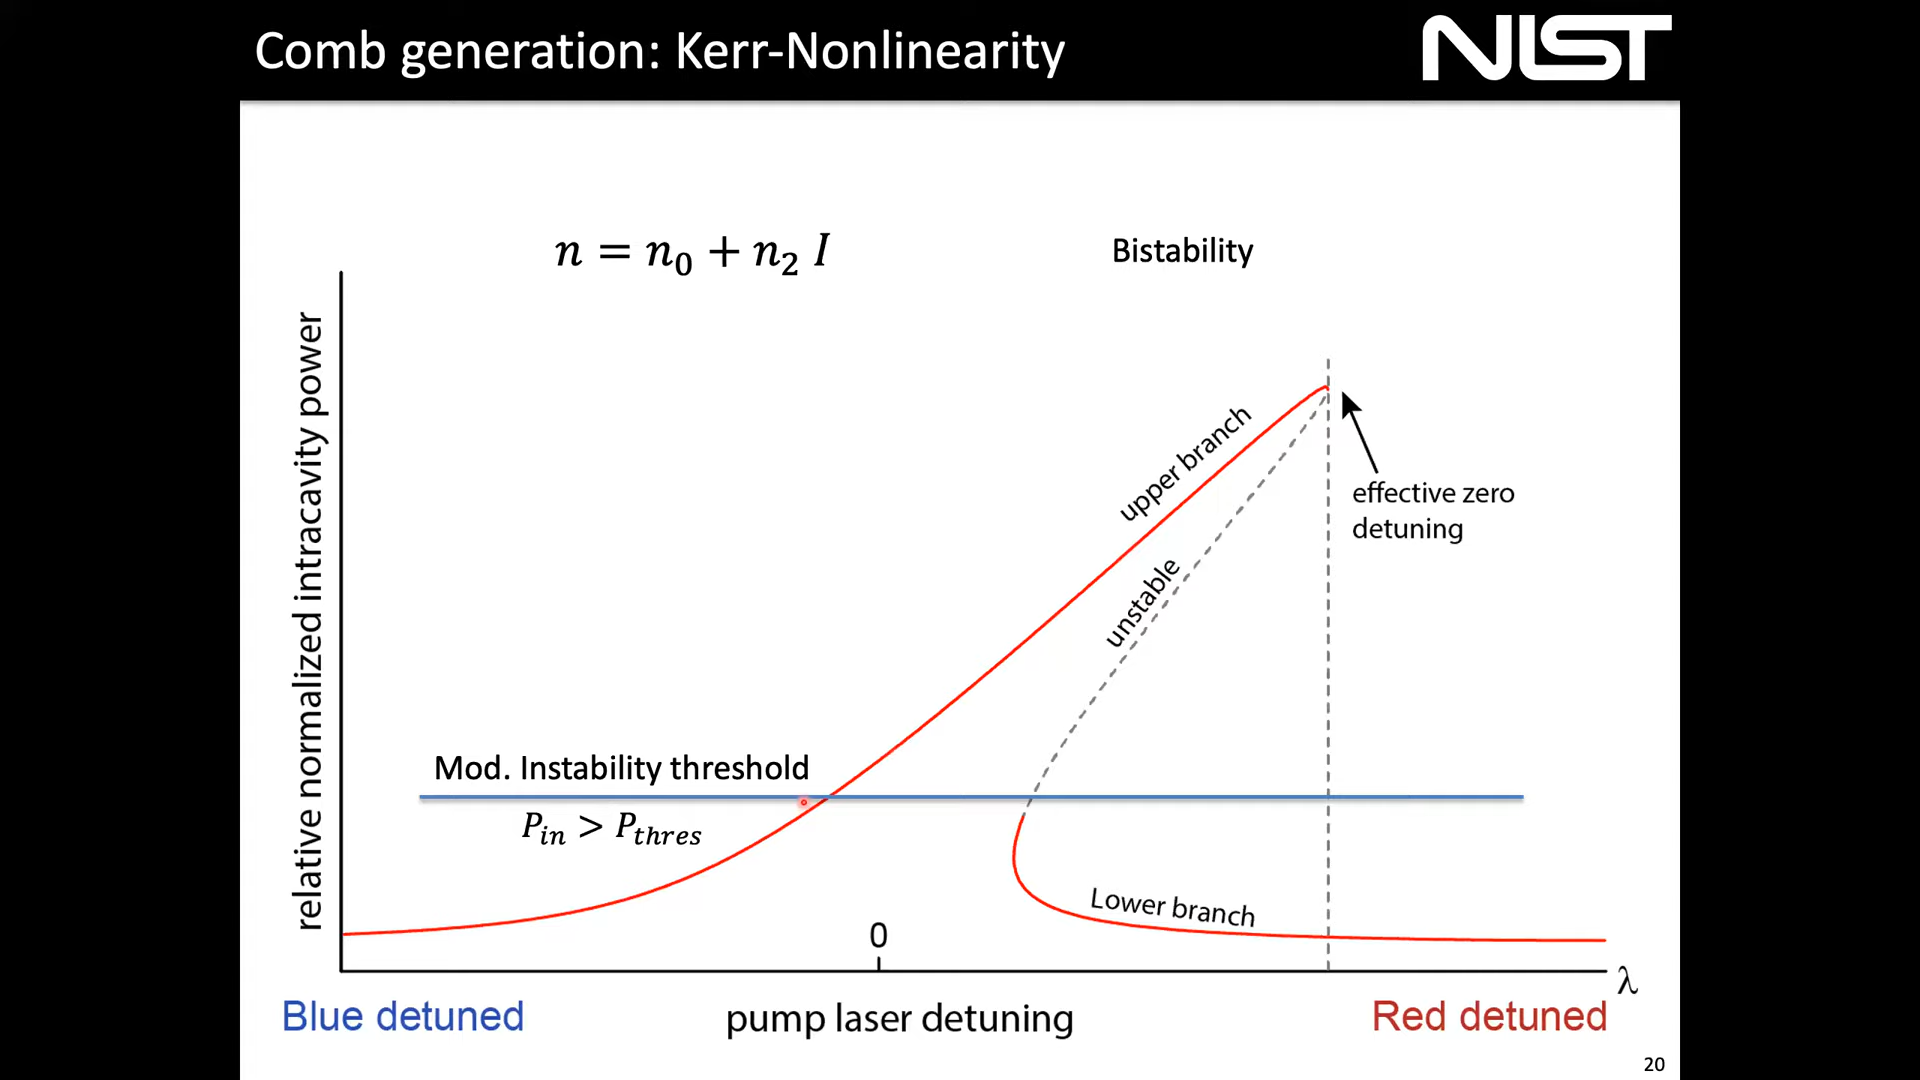 Comb generation: Kerr-Nonlinearity
NIST
n = n₀ + n₂ I
Bistability
relative normalized intracavity power
upper branch
effective zero
detuning
unstable
Mod. Instability threshold
Pᵢₙ > Pₜₕᵣₑₛ
Lower branch
0
λ
Blue detuned
pump laser detuning
Red detuned
20